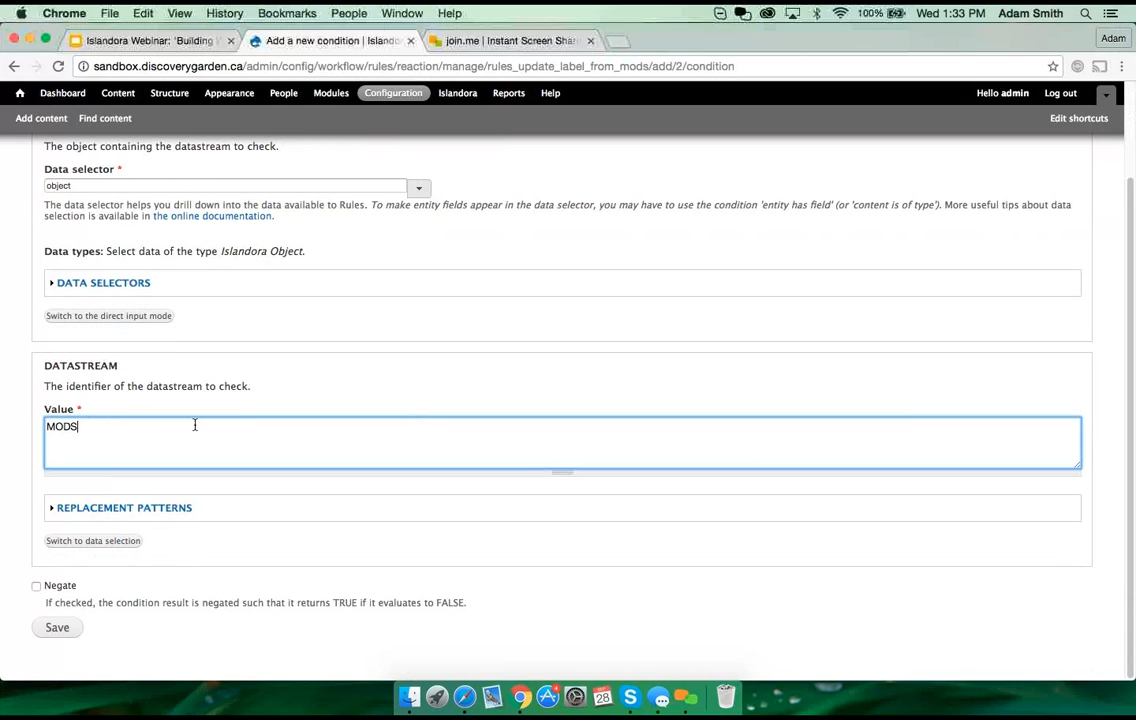 Chrome File Edit View History Bookmarks People Window Help 100% Wed 1:33 PM Adam Smith
Islandora Webinar: 'Building W Add a new condition | Islando join.me | Instant Screen Sha Adam
sandbox.discoverygarden.ca/admin/config/workflow/rules/reaction/manage/rules_update_label_from_mods/add/2/condition
Dashboard Content Structure Appearance People Modules Configuration Islandora Reports Help Hello admin Log out
Add content Find content Edit shortcuts
The object containing the datastream to check.
Data selector *
object
The data selector helps you drill down into the data available to Rules. To make entity fields appear in the data selector, you may have to use the condition 'entity has field' (or 'content is of type'). More useful tips about data
selection is available in the online documentation.
Data types: Select data of the type Islandora Object.
DATA SELECTORS
Switch to the direct input mode
DATASTREAM
The identifier of the datastream to check.
Value *
MODS
REPLACEMENT PATTERNS
Switch to data selection
Negate
If checked, the condition result is negated such that it returns TRUE if it evaluates to FALSE.
Save
28